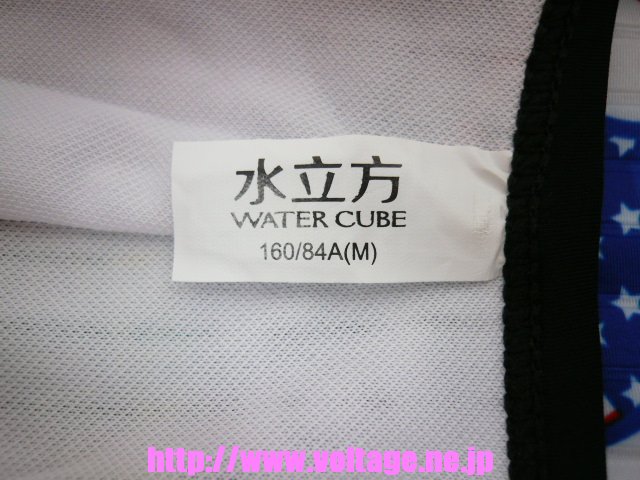 水立方
WATER CUBE
160/84A(M)
http://www.voltage.ne.jp